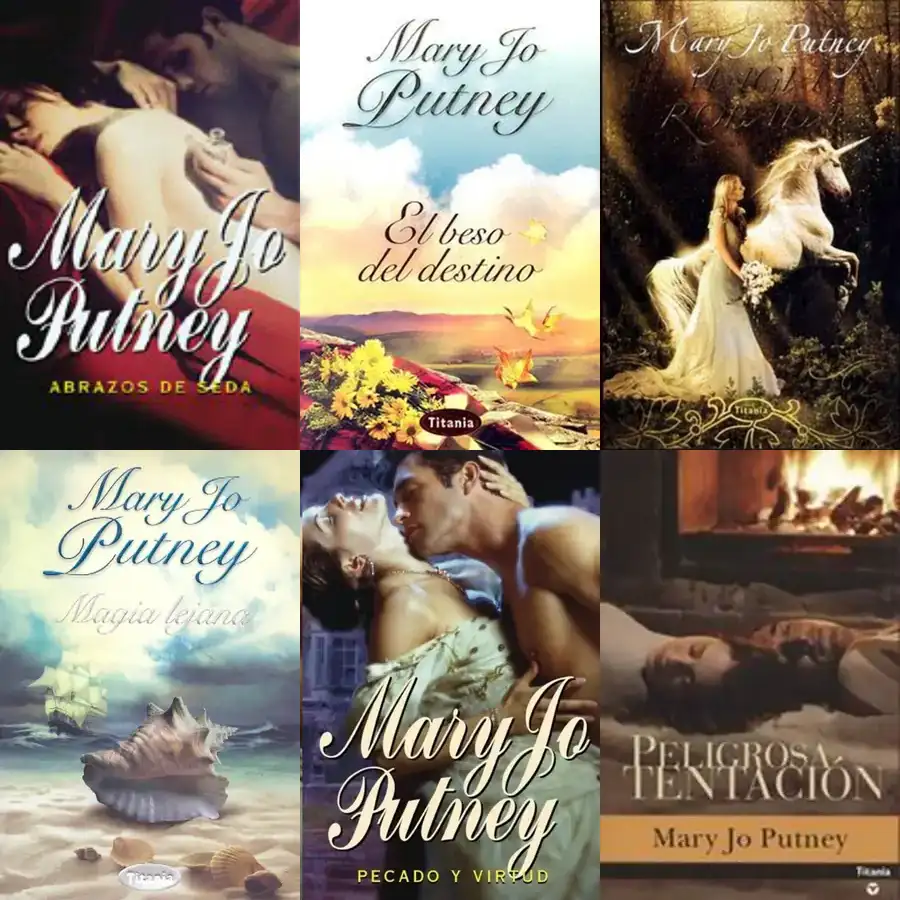 Mary Jo
Putney
ABRAZOS DE SEDA
Mary Jo
Putney
El beso
del destino
Titania
Mary Jo Putney
Titania
Mary Jo
Putney
Magia lejana
Titania
Mary Jo
Putney
PECADO Y VIRTUD
PELIGROSA
TENTACIÓN
Mary Jo Putney
Titania